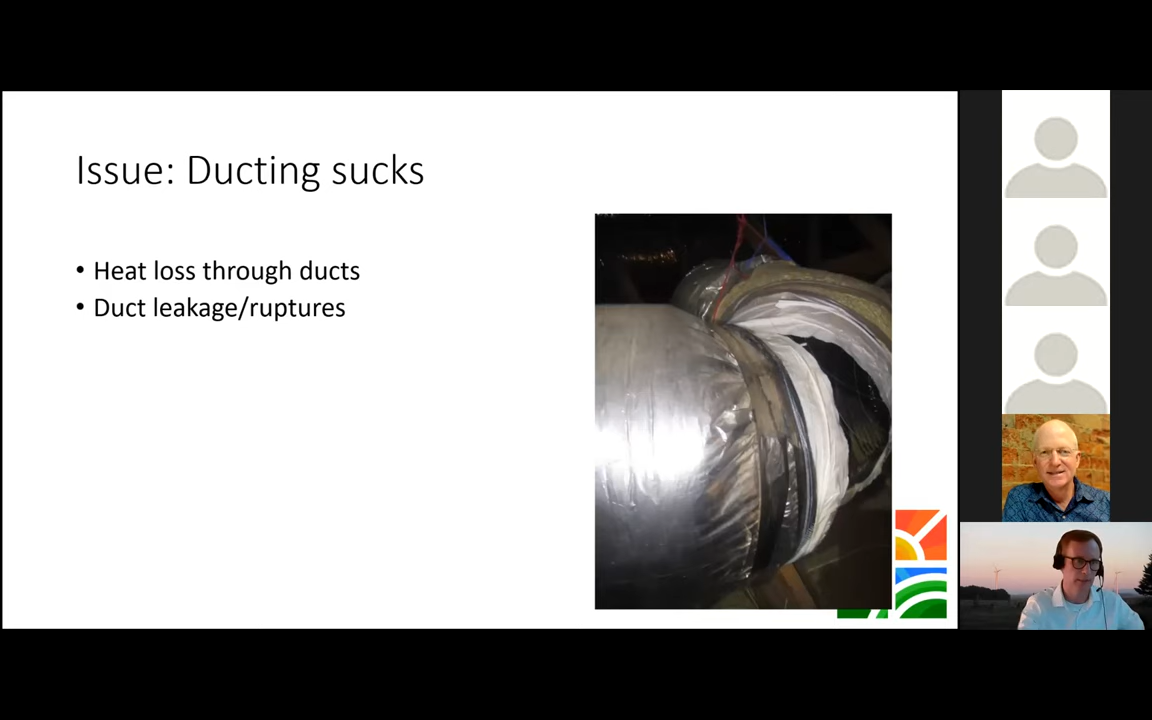 Issue: Ducting sucks
• Heat loss through ducts
• Duct leakage/ruptures